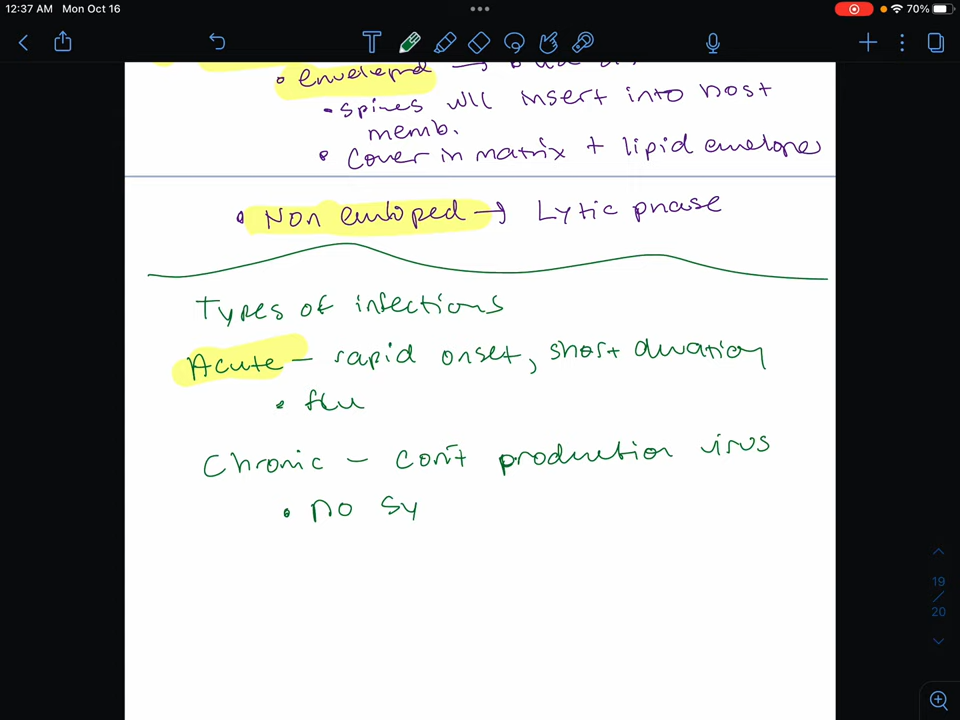 12:37 AM Mon Oct 16
70%
• enveloped →
• Spikes will insert into host
memb.
• Cover in matrix + lipid envelope
• Non enveloped → Lytic phase
Types of infections
Acute – rapid onset, short duration
• flu
Chronic – con't production virus
• no sy
19
/
20